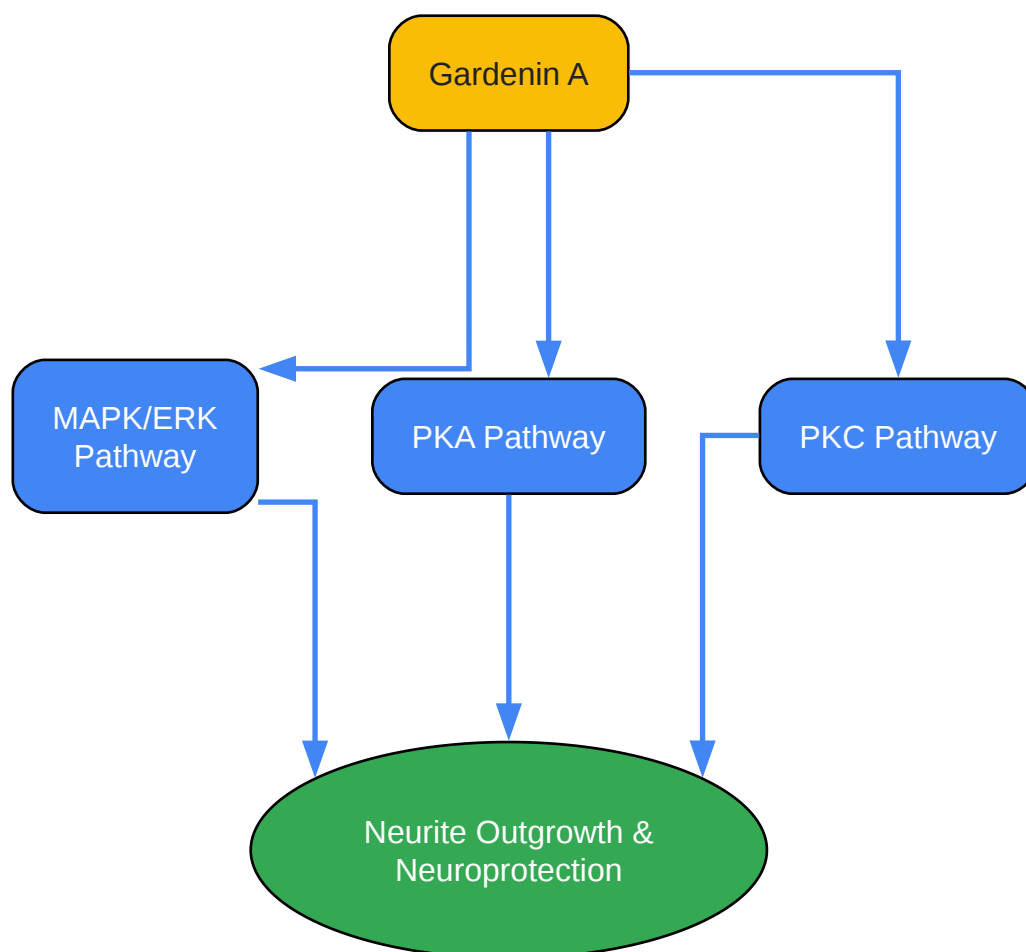 Gardenin A
MAPK/ERK
Pathway
PKA Pathway
PKC Pathway
Neurite Outgrowth &
Neuroprotection